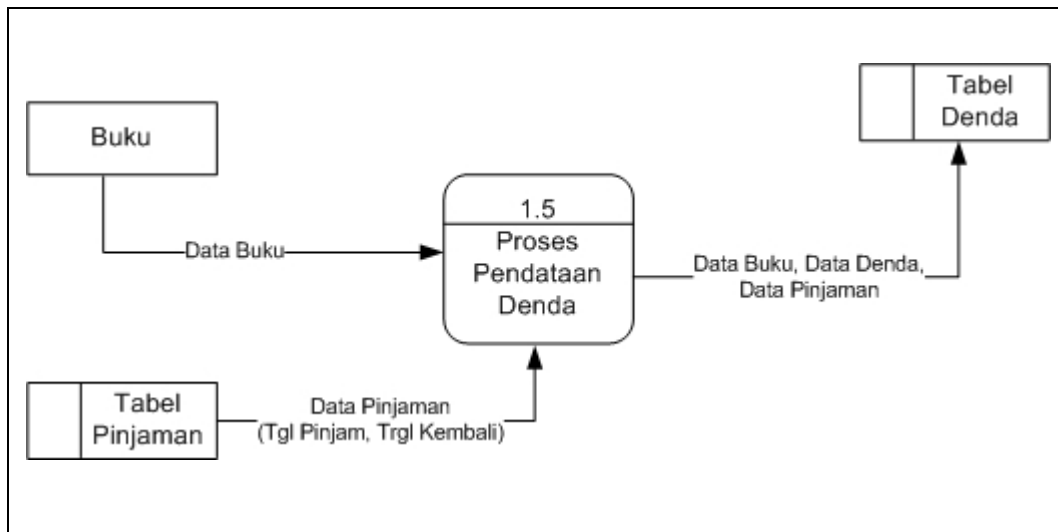 Buku
Data Buku
Tabel
Pinjaman
Data Pinjaman
(Tgl Pinjam, Trgl Kembali)
1.5
Proses
Pendataan
Denda
Data Buku, Data Denda,
Data Pinjaman
Tabel
Denda